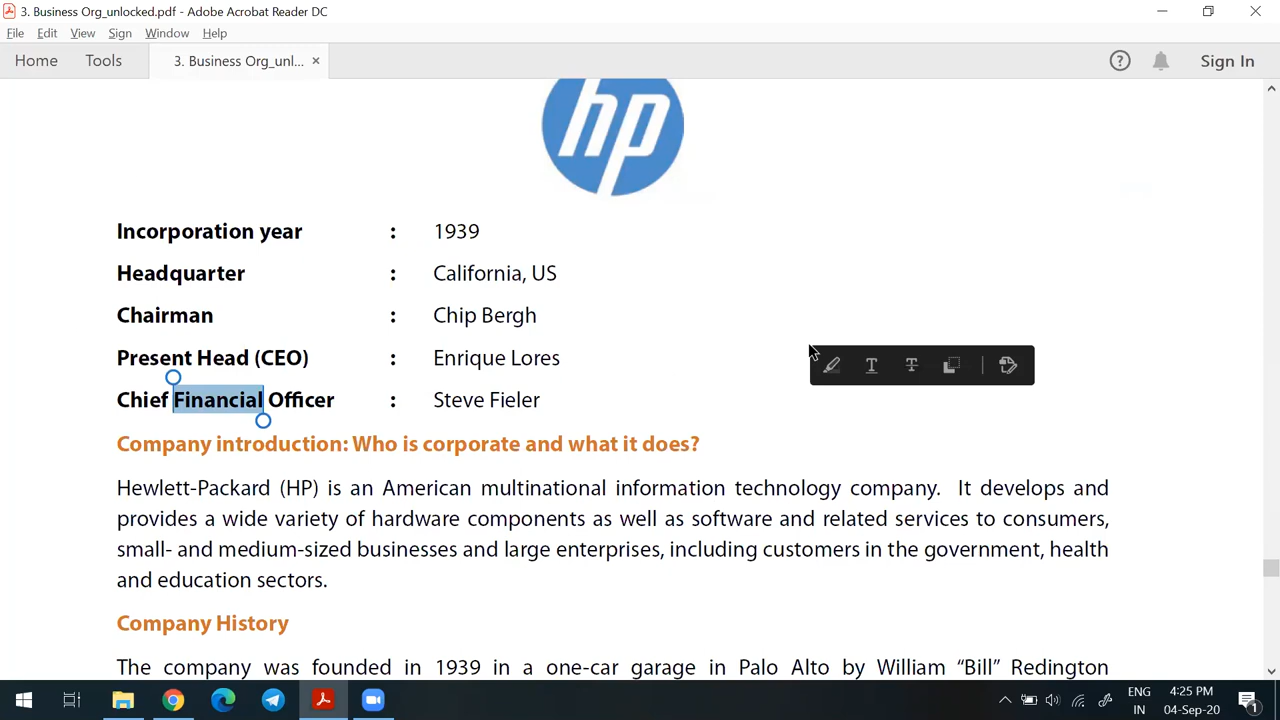 3. Business Org_unlocked.pdf - Adobe Acrobat Reader DC
File Edit View Sign Window Help
Home Tools 3. Business Org_unl... × ? Sign In
hp
Incorporation year : 1939
Headquarter : California, US
Chairman : Chip Bergh
Present Head (CEO) : Enrique Lores
Chief Financial Officer : Steve Fieler
Company introduction: Who is corporate and what it does?
Hewlett-Packard (HP) is an American multinational information technology company. It develops and
provides a wide variety of hardware components as well as software and related services to consumers,
small- and medium-sized businesses and large enterprises, including customers in the government, health
and education sectors.
Company History
The company was founded in 1939 in a one-car garage in Palo Alto by William “Bill” Redington
ENG 4:25 PM
IN 04-Sep-20 1